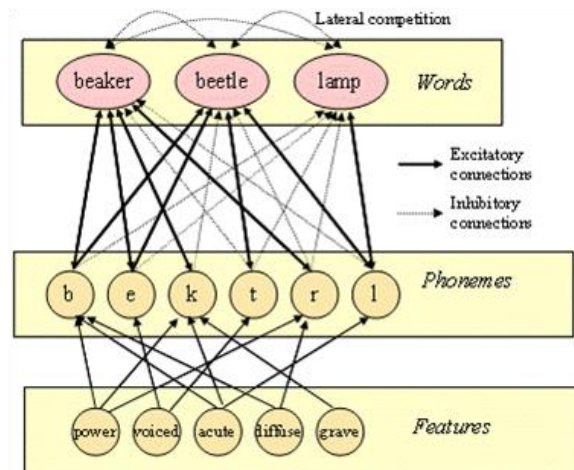 Lateral competition
beaker beetle lamp Words
Excitatory
connections
Inhibitory
connections
b e k t r l Phonemes
power voiced acute diffuse grave Features